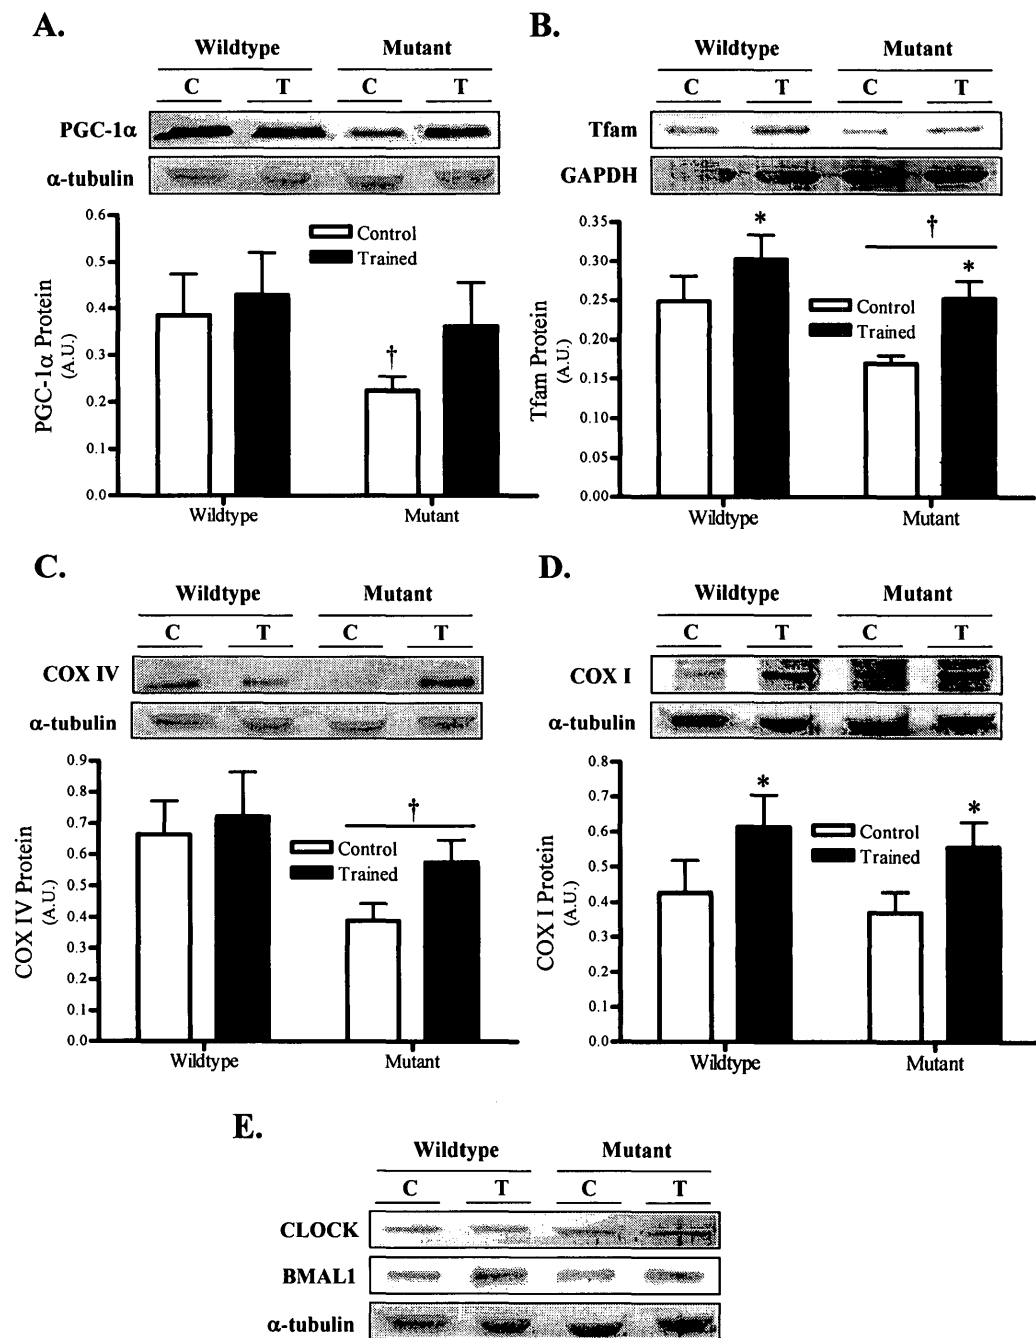 A.
Wildtype Mutant
C T C T
PGC-1α
α-tubulin
0.6
0.5
0.4
0.3
0.2
0.1
0.0
PGC-1α Protein
(A.U.)
Control
Trained
†
Wildtype Mutant
B.
Wildtype Mutant
C T C T
Tfam
GAPDH
0.35
0.30
0.25
0.20
0.15
0.10
0.05
0.00
Tfam Protein
(A.U.)
*
†
*
Control
Trained
Wildtype Mutant
C.
Wildtype Mutant
C T C T
COX IV
α-tubulin
0.9
0.8
0.7
0.6
0.5
0.4
0.3
0.2
0.1
0.0
COX IV Protein
(A.U.)
†
Control
Trained
Wildtype Mutant
D.
Wildtype Mutant
C T C T
COX I
α-tubulin
0.8
0.7
0.6
0.5
0.4
0.3
0.2
0.1
0.0
COX I Protein
(A.U.)
*
*
Control
Trained
Wildtype Mutant
E.
Wildtype Mutant
C T C T
CLOCK
BMAL1
α-tubulin